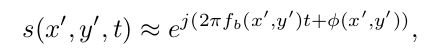 s(x′, y′, t) ≈ e^{j(2πf_b(x′,y′)t+ϕ(x′,y′))},